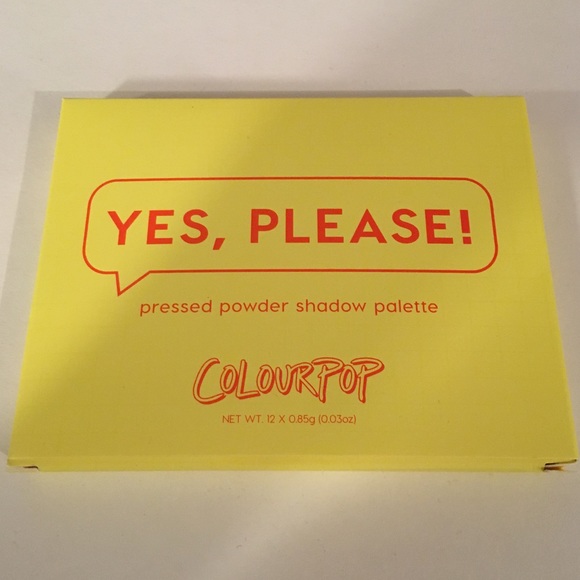 YES, PLEASE!
pressed powder shadow palette
COLOURPOP
NET WT. 12 X 0.85g (0.03oz)